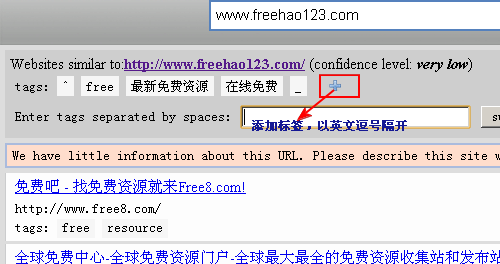 www.freehao123.com
Websites similar to:http://www.freehao123.com/ (confidence level: very low)
tags: ^ free 最新免费资源 在线免费 _
Enter tags separated by spaces:
添加标签，以英文逗号隔开
We have little information about this URL. Please describe this site w
免费吧 - 找免费资源就来Free8.com!
http://www.free8.com/
tags: free resource
全球免费中心-全球免费资源门户-全球最大最全的免费资源收集站和发布站